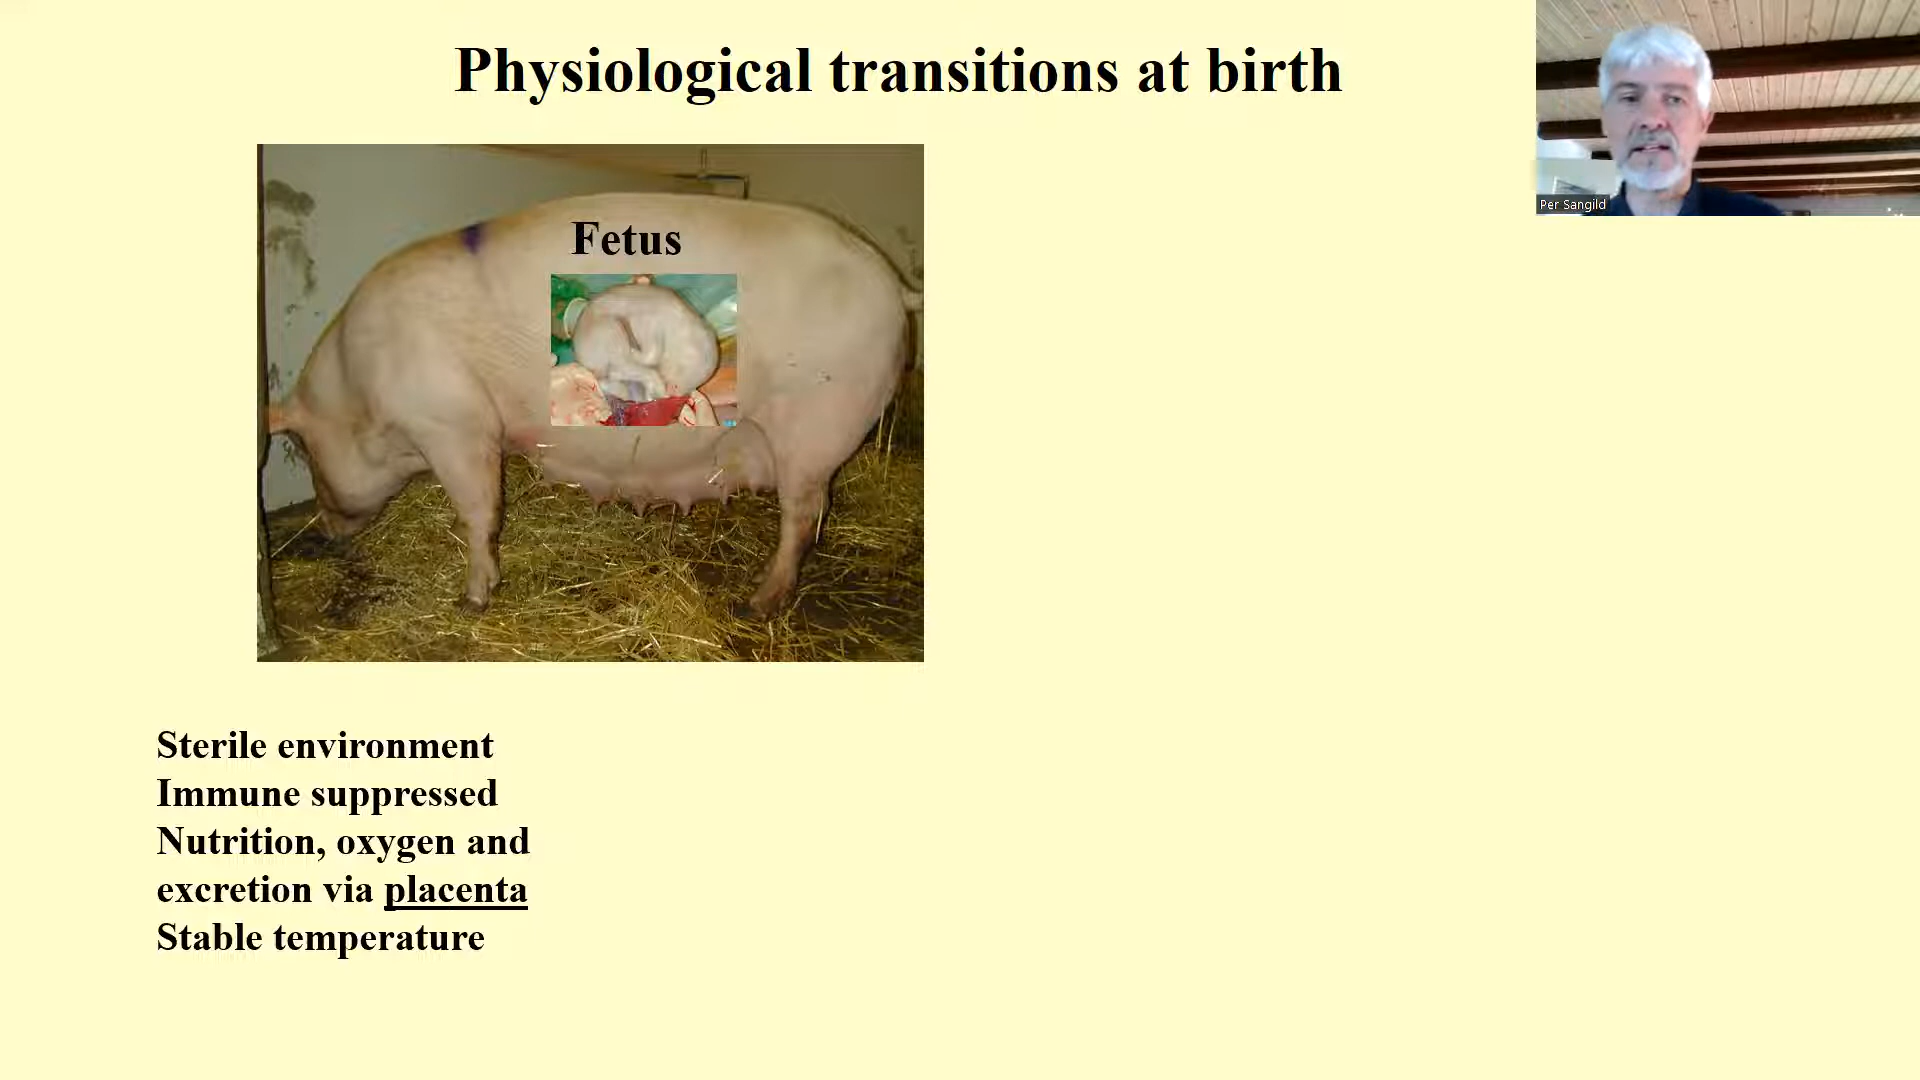 Physiological transitions at birth
Per Sangild
Fetus
Sterile environment
Immune suppressed
Nutrition, oxygen and
excretion via placenta
Stable temperature